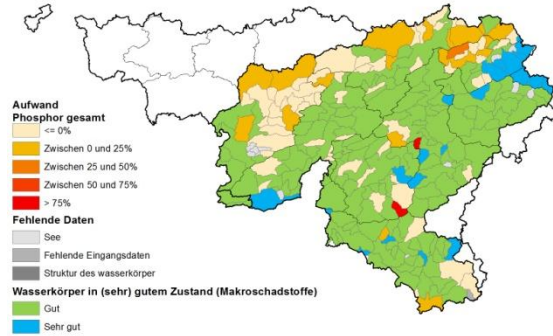 Aufwand
Phosphor gesamt
<= 0%
Zwischen 0 und 25%
Zwischen 25 und 50%
Zwischen 50 und 75%
> 75%
Fehlende Daten
See
Fehlende Eingangsdaten
Struktur des wasserkörper
Wasserkörper in (sehr) gutem Zustand (Makroschadstoffe)
Gut
Sehr gut